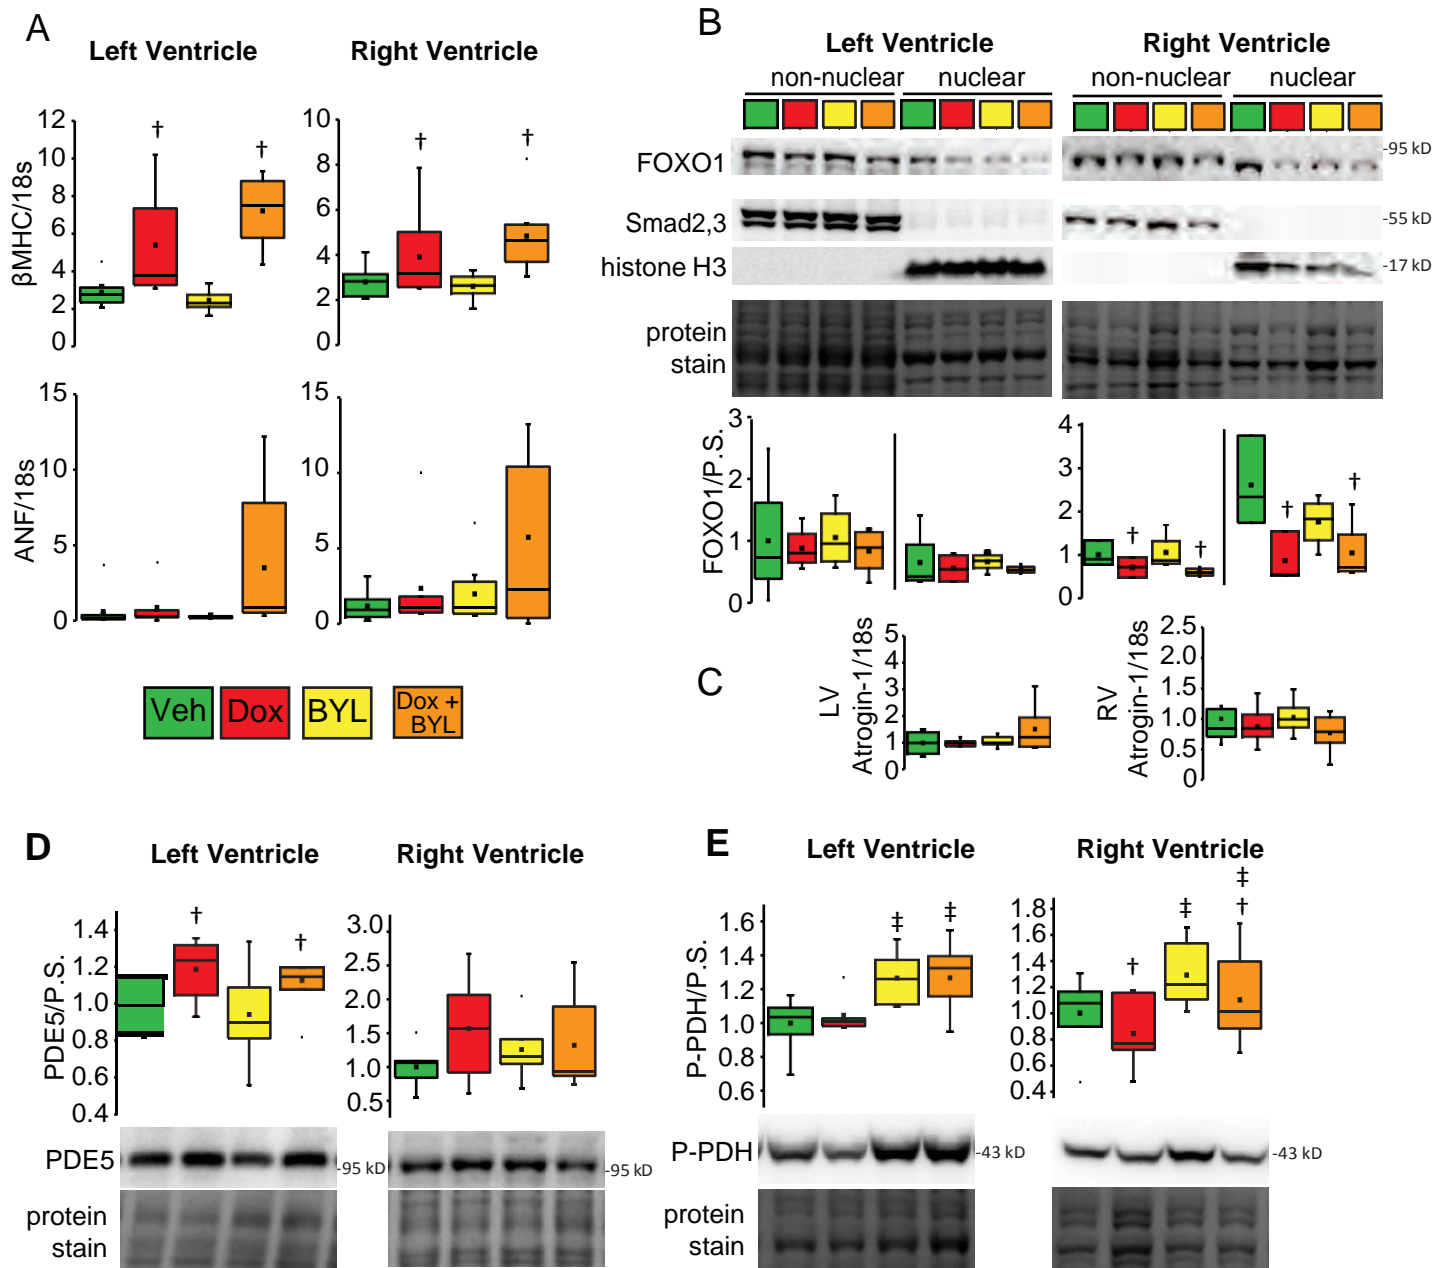 A
Left Ventricle
Right Ventricle
βMHC/18s
12
10
8
6
4
2
0
†
†
10
8
6
4
2
0
†
†
ANF/18s
15
10
5
0
15
10
5
0
Veh
Dox
BYL
Dox +
BYL
B
Left Ventricle
Right Ventricle
non-nuclear
nuclear
non-nuclear
nuclear
FOXO1
-95 kD
Smad2,3
-55 kD
histone H3
-17 kD
protein
stain
FOXO1/P.S.
3
2
1
0
4
3
2
1
0
†
†
†
†
C
LV
Atrogin-1/18s
5
4
3
2
1
0
RV
Atrogin-1/18s
2.5
2.0
1.5
1.0
0.5
0
D
Left Ventricle
Right Ventricle
PDE5/P.S.
1.4
1.2
1.0
0.8
0.6
0.4
†
†
3.0
2.5
2.0
1.5
1.0
0.5
PDE5
-95 kD
-95 kD
protein
stain
E
Left Ventricle
Right Ventricle
P-PDH/P.S.
1.6
1.4
1.2
1.0
0.8
0.6
‡
‡
1.8
1.6
1.4
1.2
1.0
0.8
0.6
0.4
†
‡
‡
†
P-PDH
-43 kD
-43 kD
protein
stain